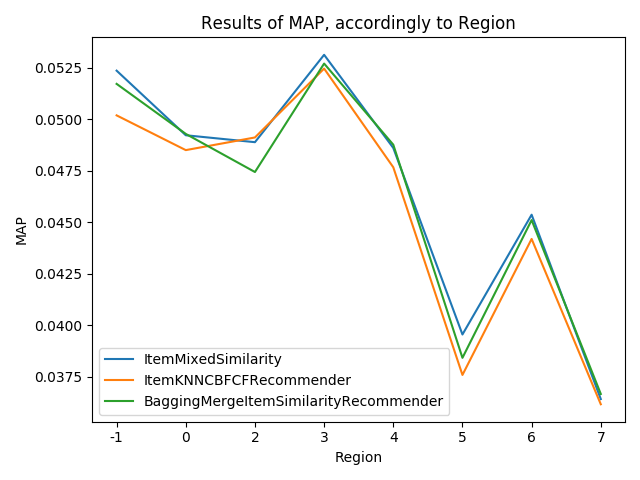 Results of MAP, accordingly to Region
0.0525
0.0500
0.0475
0.0450
0.0425
0.0400
0.0375
MAP
ItemMixedSimilarity
ItemKNNCBFCFRecommender
BaggingMergeItemSimilarityRecommender
-1 0 2 3 4 5 6 7
Region